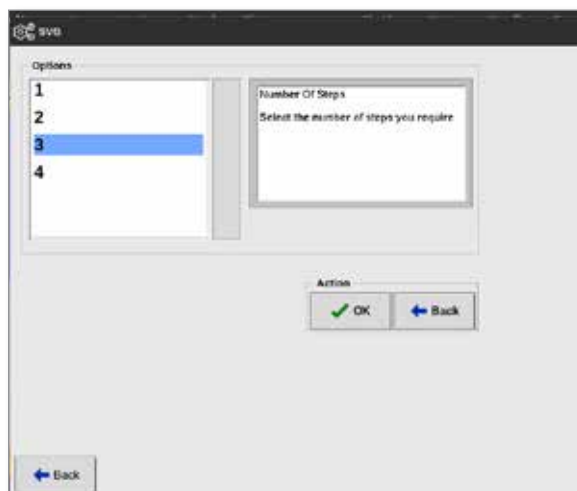 SVG
Options
1
2
3
4
Number Of Steps
Select the number of steps you require
Action
OK
Back
Back